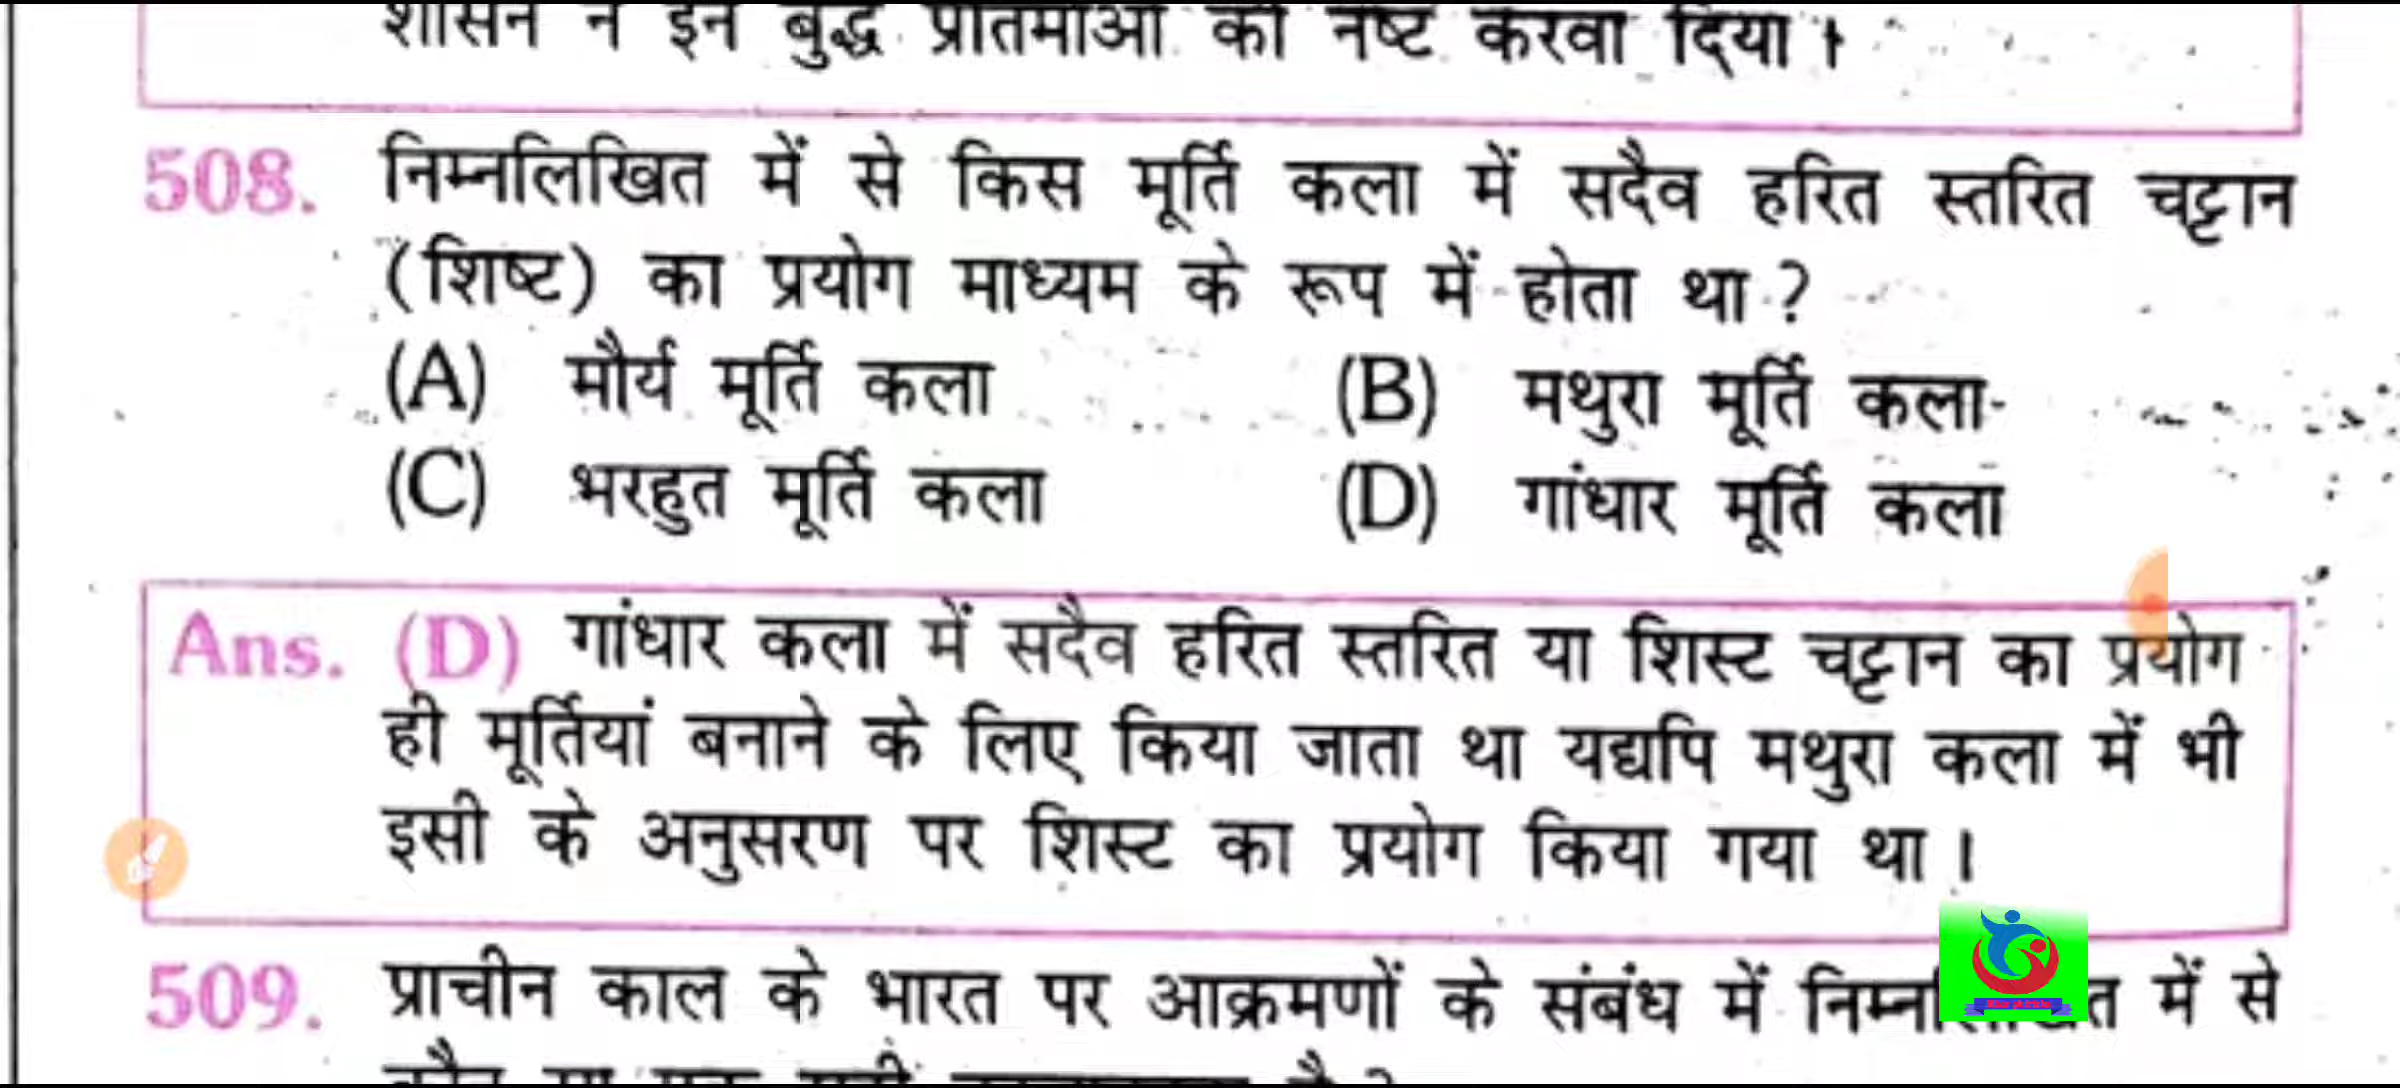 शासन ने इन बुद्ध प्रतिमाओं को नष्ट करवा दिया।
508. निम्नलिखित में से किस मूर्ति कला में सदैव हरित स्तरित चट्टान
(शिष्ट) का प्रयोग माध्यम के रूप में होता था ?
(A) मौर्य मूर्ति कला (B) मथुरा मूर्ति कला
(C) भरहुत मूर्ति कला (D) गांधार मूर्ति कला
Ans. (D) गांधार कला में सदैव हरित स्तरित या शिस्ट चट्टान का प्रयोग
ही मूर्तियां बनाने के लिए किया जाता था यद्यपि मथुरा कला में भी
इसी के अनुसरण पर शिस्ट का प्रयोग किया गया था।
509. प्राचीन काल के भारत पर आक्रमणों के संबंध में में से